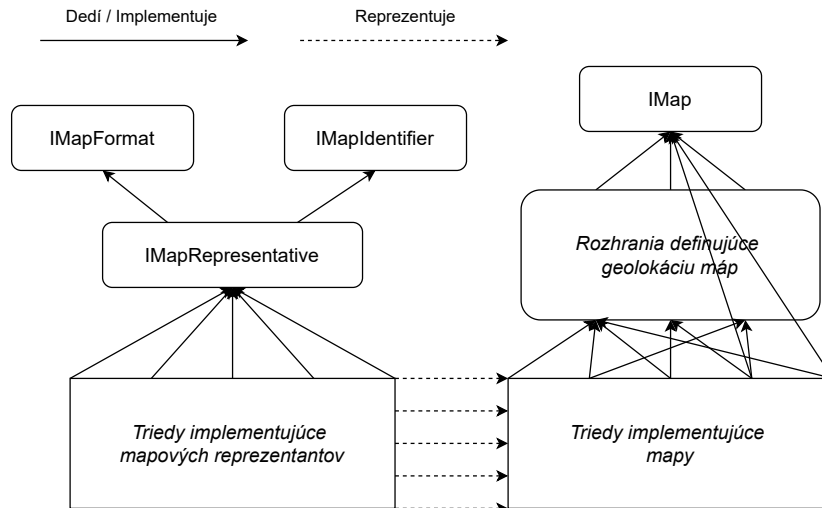 Dedí / Implementuje
Reprezentuje
IMap
IMapFormat
IMapIdentifier
IMapRepresentative
Rozhrania definujúce
geolokáciu máp
Triedy implementujúce
mapových reprezentantov
Triedy implementujúce
mapy